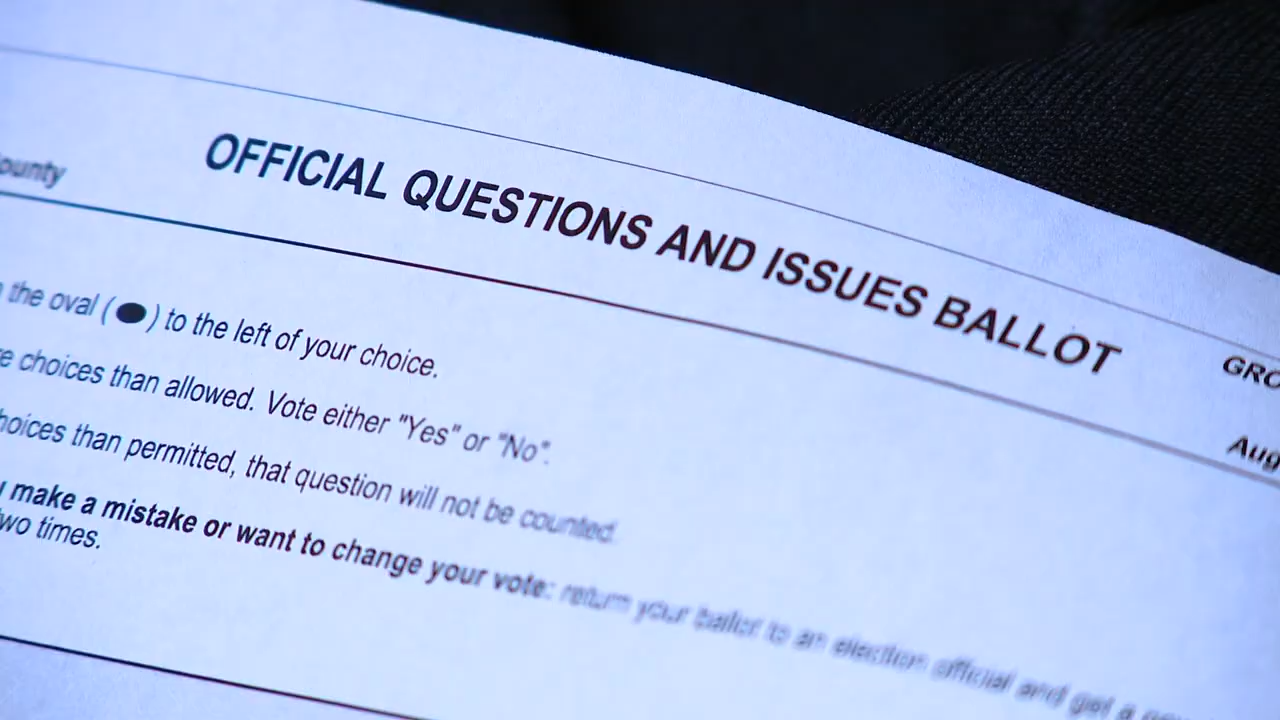 ounty
OFFICIAL QUESTIONS AND ISSUES BALLOT
GRO
Aug
the oval (⬬) to the left of your choice.
e choices than allowed. Vote either "Yes" or "No".
hoices than permitted, that question will not be counted.
make a mistake or want to change your vote: return your ballot to an election official and get a
two times.